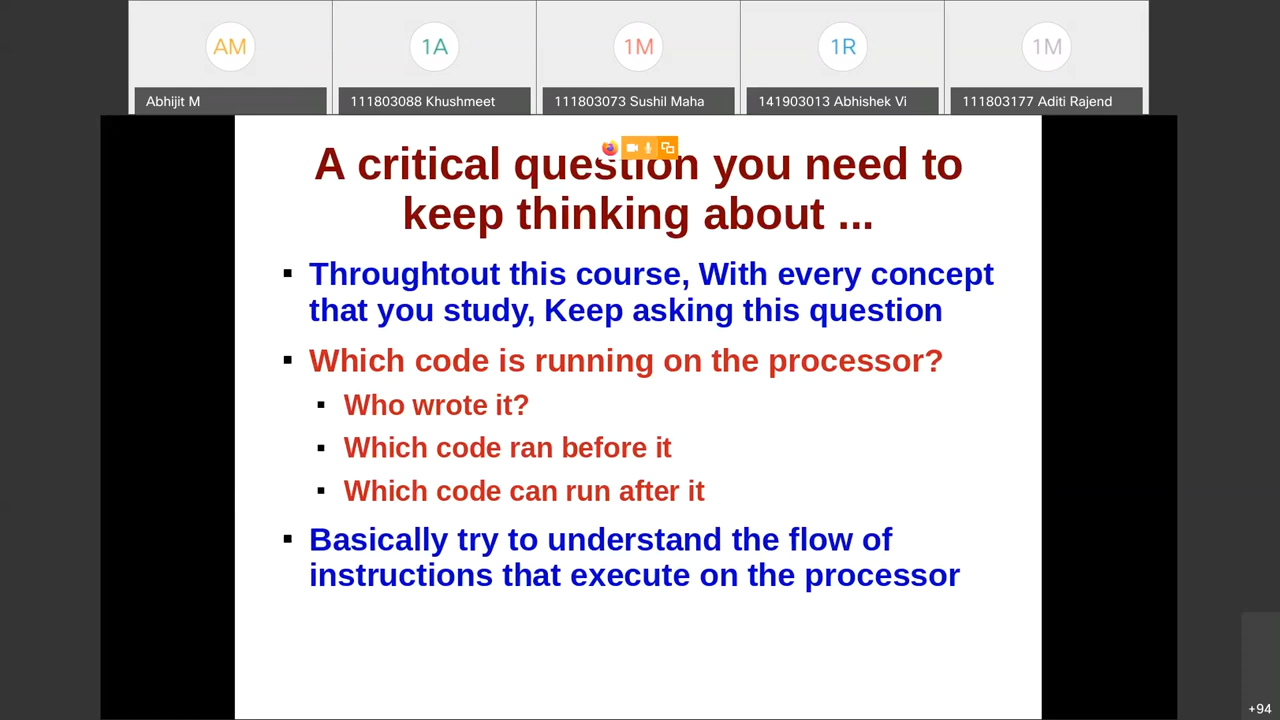 AM
1A
1M
1R
1M
Abhijit M
111803088 Khushmeet
111803073 Sushil Maha
141903013 Abhishek Vi
111803177 Aditi Rajend
A critical question you need to
keep thinking about ...
Throughtout this course, With every concept
that you study, Keep asking this question
Which code is running on the processor?
Who wrote it?
Which code ran before it
Which code can run after it
Basically try to understand the flow of
instructions that execute on the processor
+94